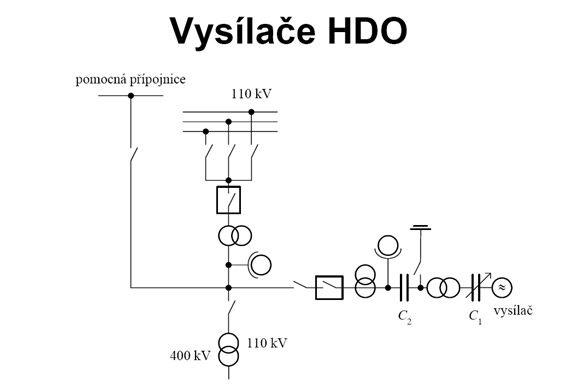 Vysílače HDO
pomocná přípojnice
110 kV
C2
C1
vysílač
400 kV
110 kV